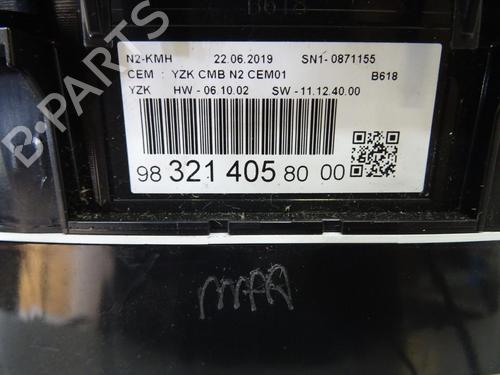 B618
N2-KMH 22.06.2019 SN1- 0871155
CEM : YZK CMB N2 CEM01 B618
YZK HW - 06.10.02 SW - 11.12.40.00
98 321 405 80 00
B-PARTS